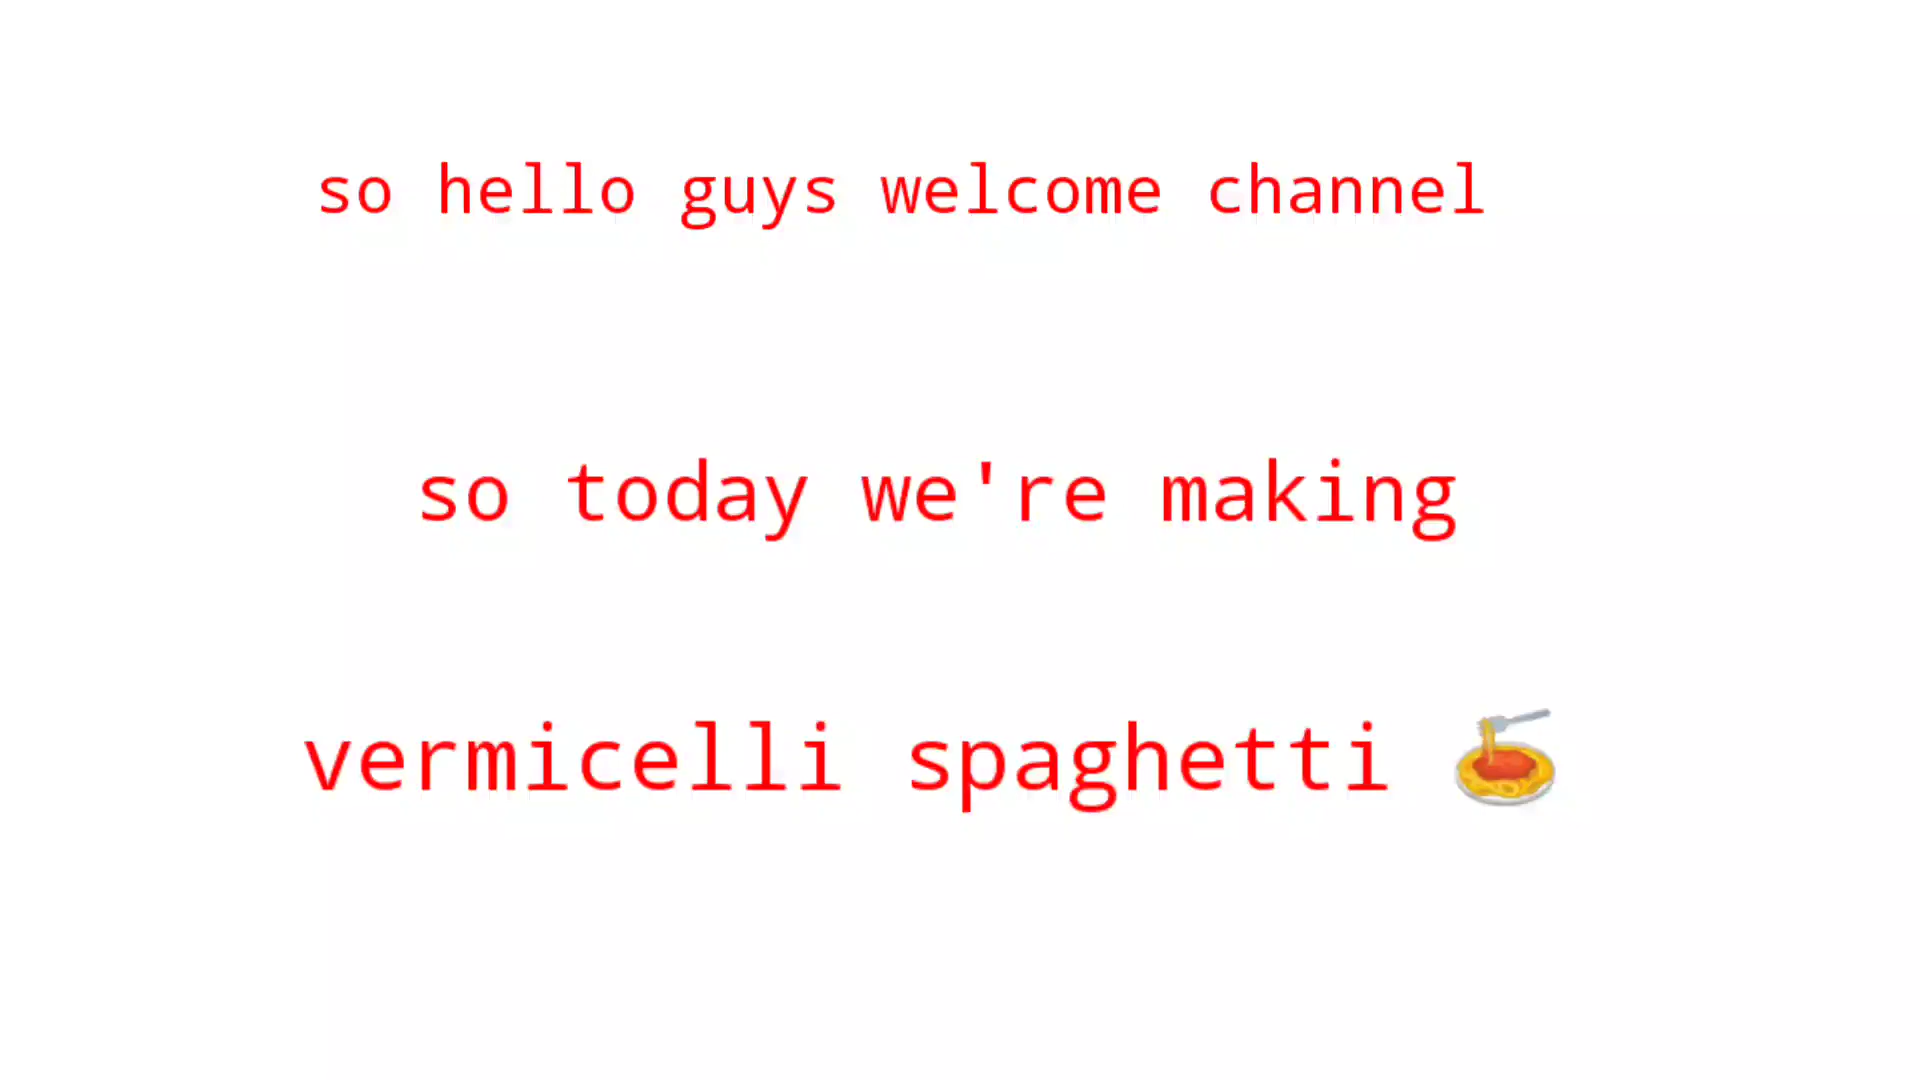 so hello guys welcome channel
so today we're making
vermicelli spaghetti 🍝